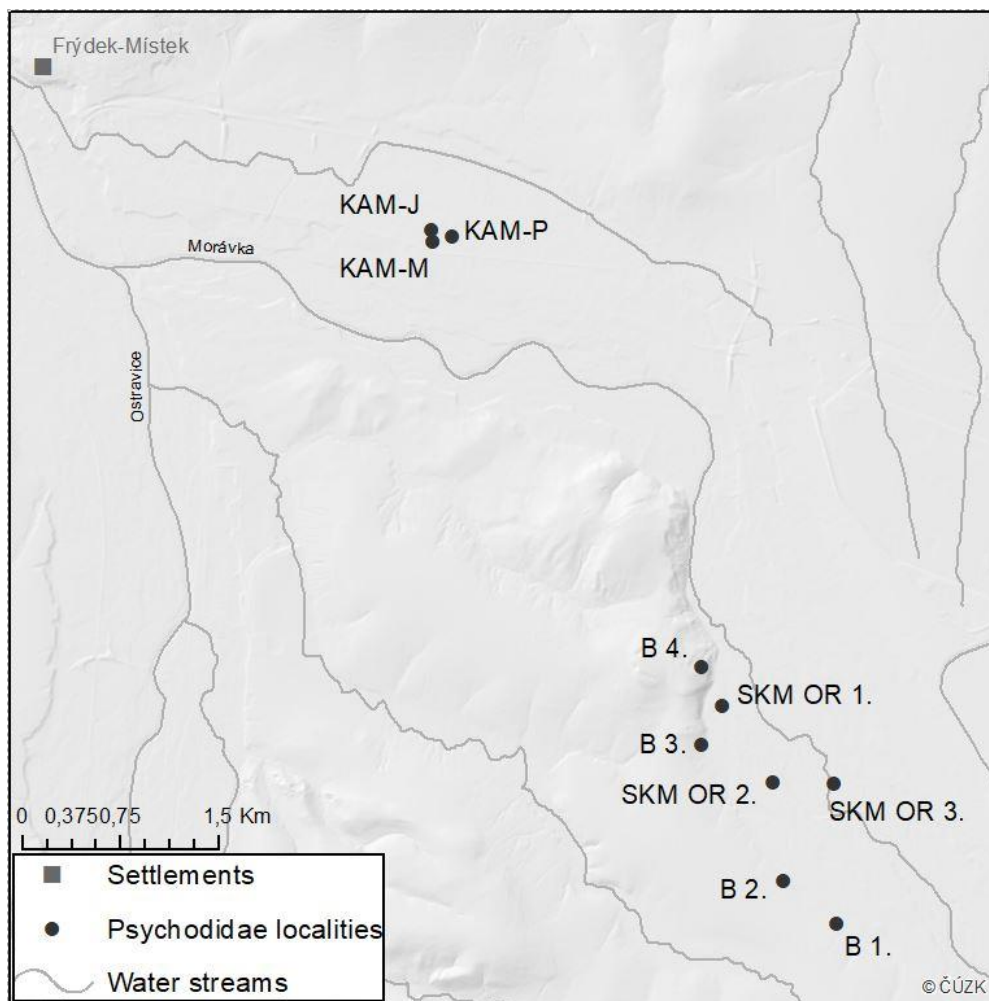 Frýdek-Místek
KAM-J
KAM-P
KAM-M
Morávka
Ostravice
B 4.
SKM OR 1.
B 3.
SKM OR 2.
SKM OR 3.
B 2.
B 1.
0 0,3750,75 1,5 Km
Settlements
Psychodidae localities
Water streams
© ČÚZK